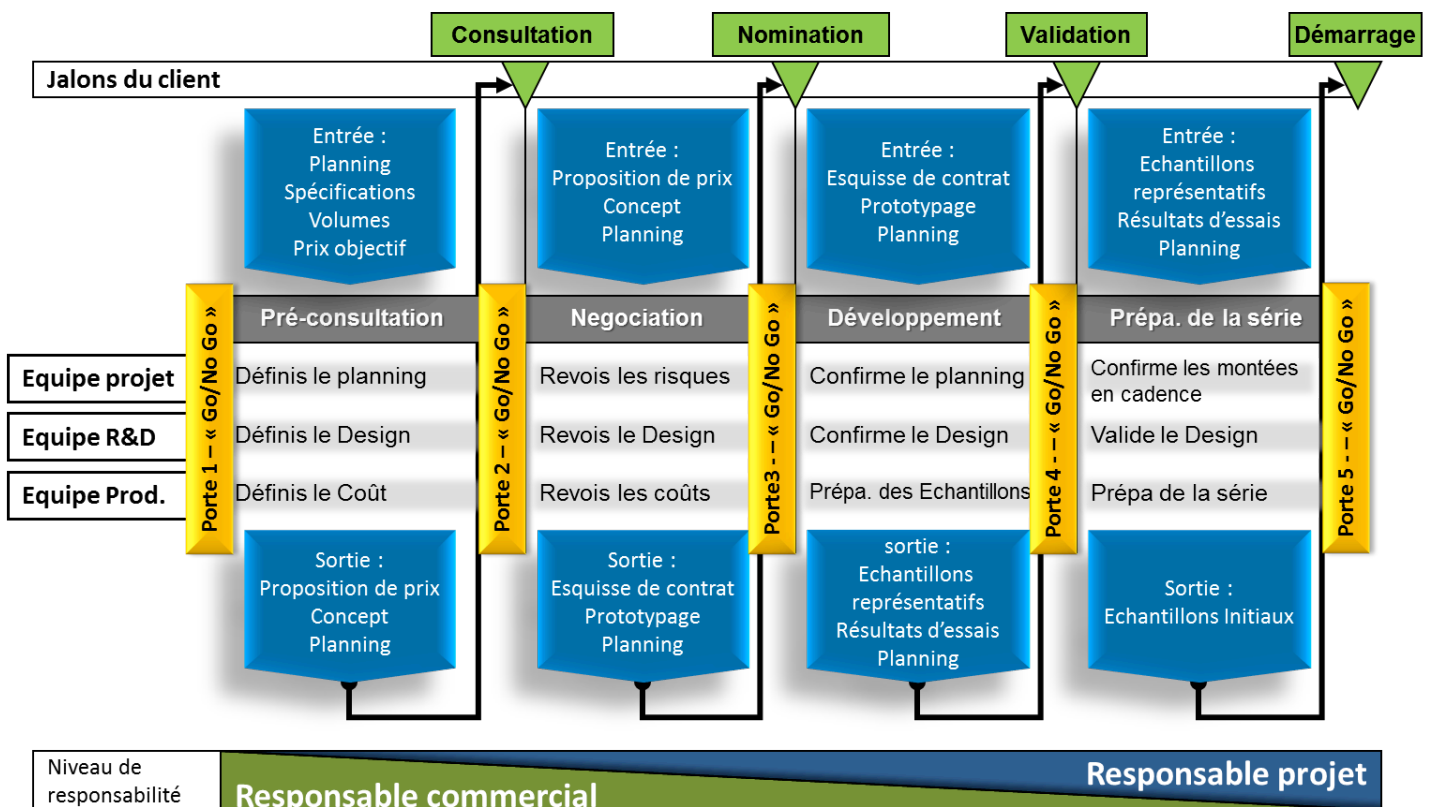 Consultation
Nomination
Validation
Démarrage
Jalons du client
Entrée :
Planning
Spécifications
Volumes
Prix objectif
Entrée :
Proposition de prix
Concept
Planning
Entrée :
Esquisse de contrat
Prototypage
Planning
Entrée :
Echantillons
représentatifs
Résultats d'essais
Planning
Porte 1 – « Go/No Go »
Pré-consultation
Porte 2 – « Go/No Go »
Negociation
Porte3 - – « Go/No Go »
Développement
Porte 4 - – « Go/No Go »
Prépa. de la série
Porte 5 - – « Go/No Go »
Equipe projet
Définis le planning
Revois les risques
Confirme le planning
Confirme les montées
en cadence
Equipe R&D
Définis le Design
Revois le Design
Confirme le Design
Valide le Design
Equipe Prod.
Définis le Coût
Revois les coûts
Prépa. des Echantillons
Prépa de la série
Sortie :
Proposition de prix
Concept
Planning
Sortie :
Esquisse de contrat
Prototypage
Planning
sortie :
Echantillons
représentatifs
Résultats d'essais
Planning
Sortie :
Echantillons Initiaux
Niveau de
responsabilité
Responsable commercial
Responsable projet